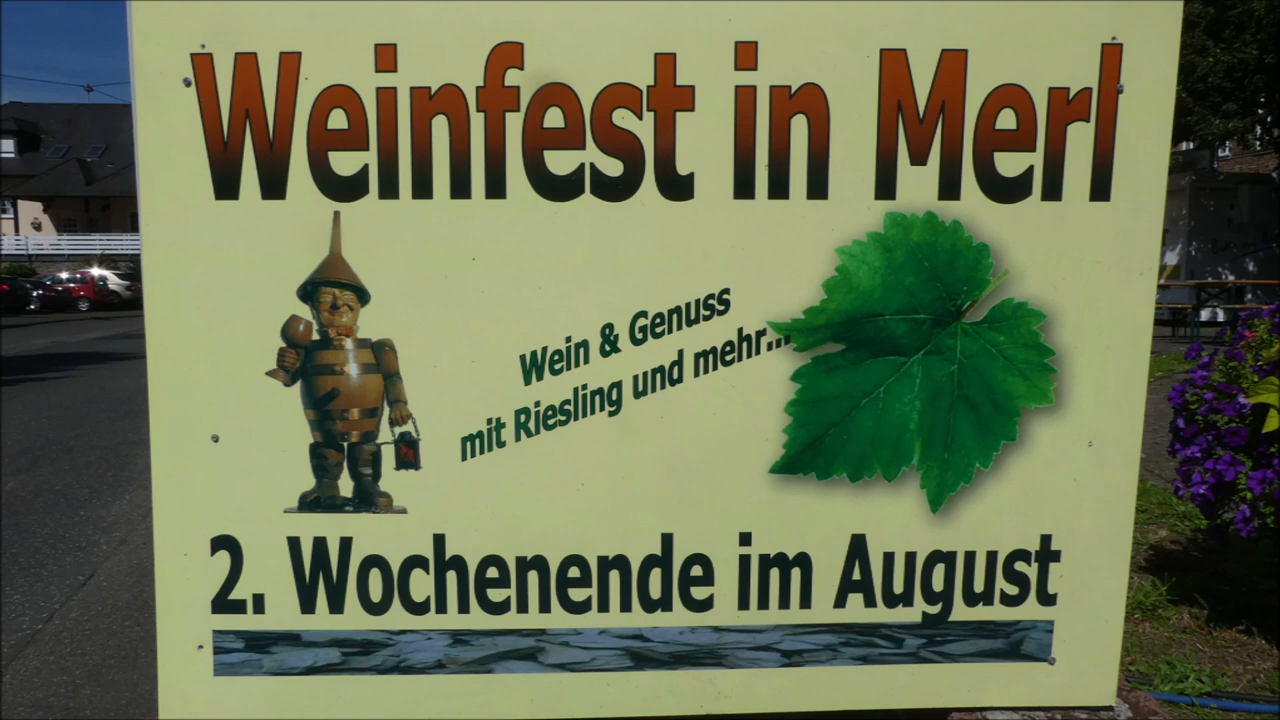 Weinfest in Merl
Wein & Genuss
mit Riesling und mehr...
2. Wochenende im August